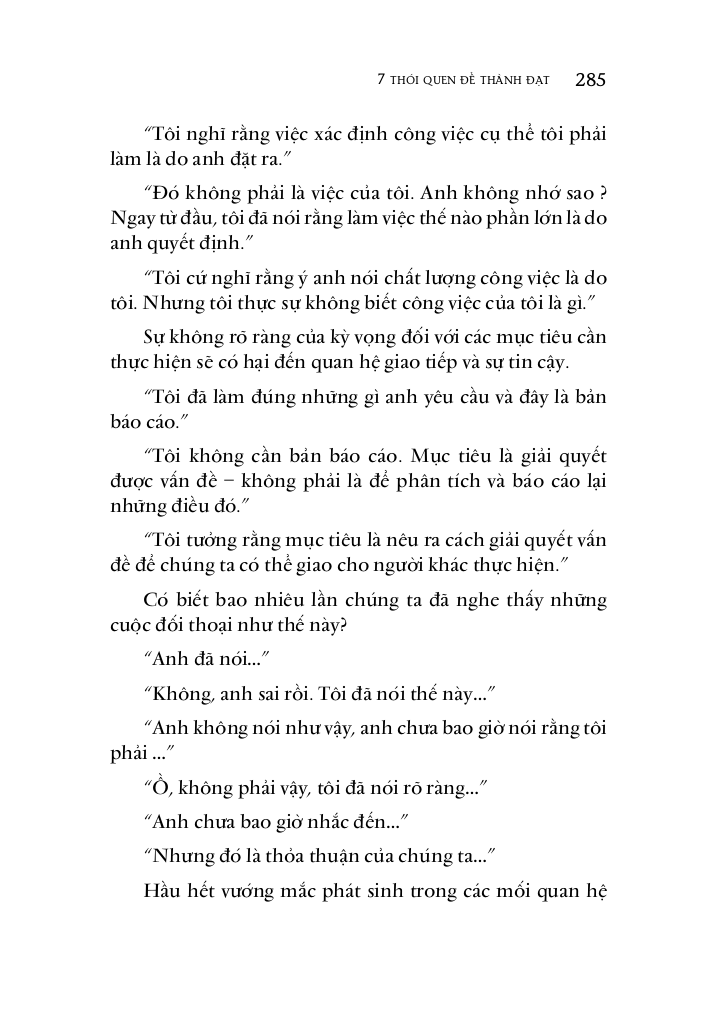 7 THÓI QUEN ĐỂ THÀNH ĐẠT 285
“Tôi nghĩ rằng việc xác định công việc cụ thể tôi phải
làm là do anh đặt ra.”
“Đó không phải là việc của tôi. Anh không nhớ sao ?
Ngay từ đầu, tôi đã nói rằng làm việc thế nào phần lớn là do
anh quyết định.”
“Tôi cứ nghĩ rằng ý anh nói chất lượng công việc là do
tôi. Nhưng tôi thực sự không biết công việc của tôi là gì.”
Sự không rõ ràng của kỳ vọng đối với các mục tiêu cần
thực hiện sẽ có hại đến quan hệ giao tiếp và sự tin cậy.
“Tôi đã làm đúng những gì anh yêu cầu và đây là bản
báo cáo.”
“Tôi không cần bản báo cáo. Mục tiêu là giải quyết
được vấn đề – không phải là để phân tích và báo cáo lại
những điều đó.”
“Tôi tưởng rằng mục tiêu là nêu ra cách giải quyết vấn
đề để chúng ta có thể giao cho người khác thực hiện.”
Có biết bao nhiêu lần chúng ta đã nghe thấy những
cuộc đối thoại như thế này?
“Anh đã nói...”
“Không, anh sai rồi. Tôi đã nói thế này...”
“Anh không nói như vậy, anh chưa bao giờ nói rằng tôi
phải ...”
“Ồ, không phải vậy, tôi đã nói rõ ràng...”
“Anh chưa bao giờ nhắc đến...”
“Nhưng đó là thỏa thuận của chúng ta...”
Hầu hết vướng mắc phát sinh trong các mối quan hệ